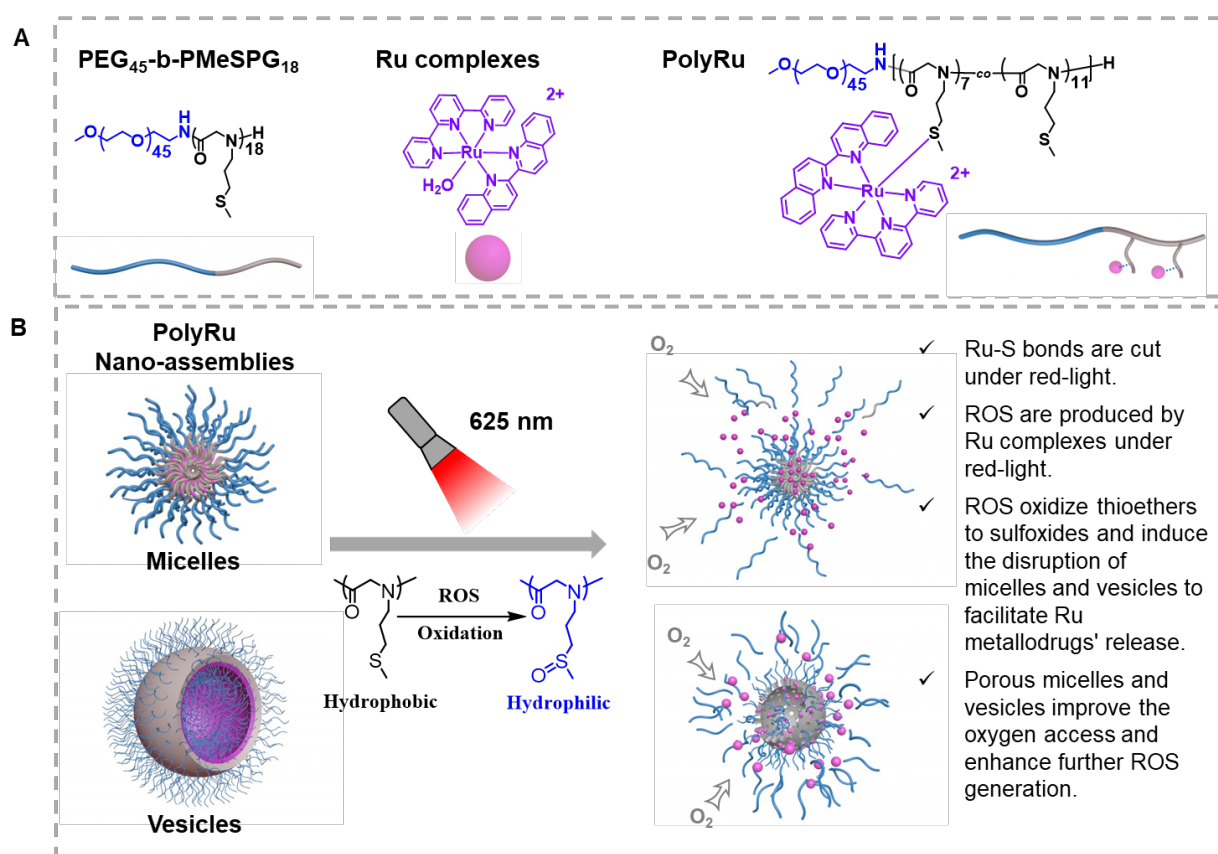 A
PEG45-b-PMeSPG18
Ru complexes
PolyRu
O
O
45
H
N
O
N
H
18
S
2+
N
N
N
N
N
Ru
H2O
O
O
45
H
N
O
N
7
co
O
N
11
H
S
S
N
N
Ru
N
N
N
2+
B
PolyRu
Nano-assemblies
Micelles
Vesicles
625 nm
O
N
S
Hydrophobic
ROS
Oxidation
O
N
O
S
Hydrophilic
O2
O2
O2
O2
✓ Ru-S bonds are cut
under red-light.
✓ ROS are produced by
Ru complexes under
red-light.
✓ ROS oxidize thioethers
to sulfoxides and induce
the disruption of
micelles and vesicles to
facilitate Ru
metallodrugs' release.
✓ Porous micelles and
vesicles improve the
oxygen access and
enhance further ROS
generation.